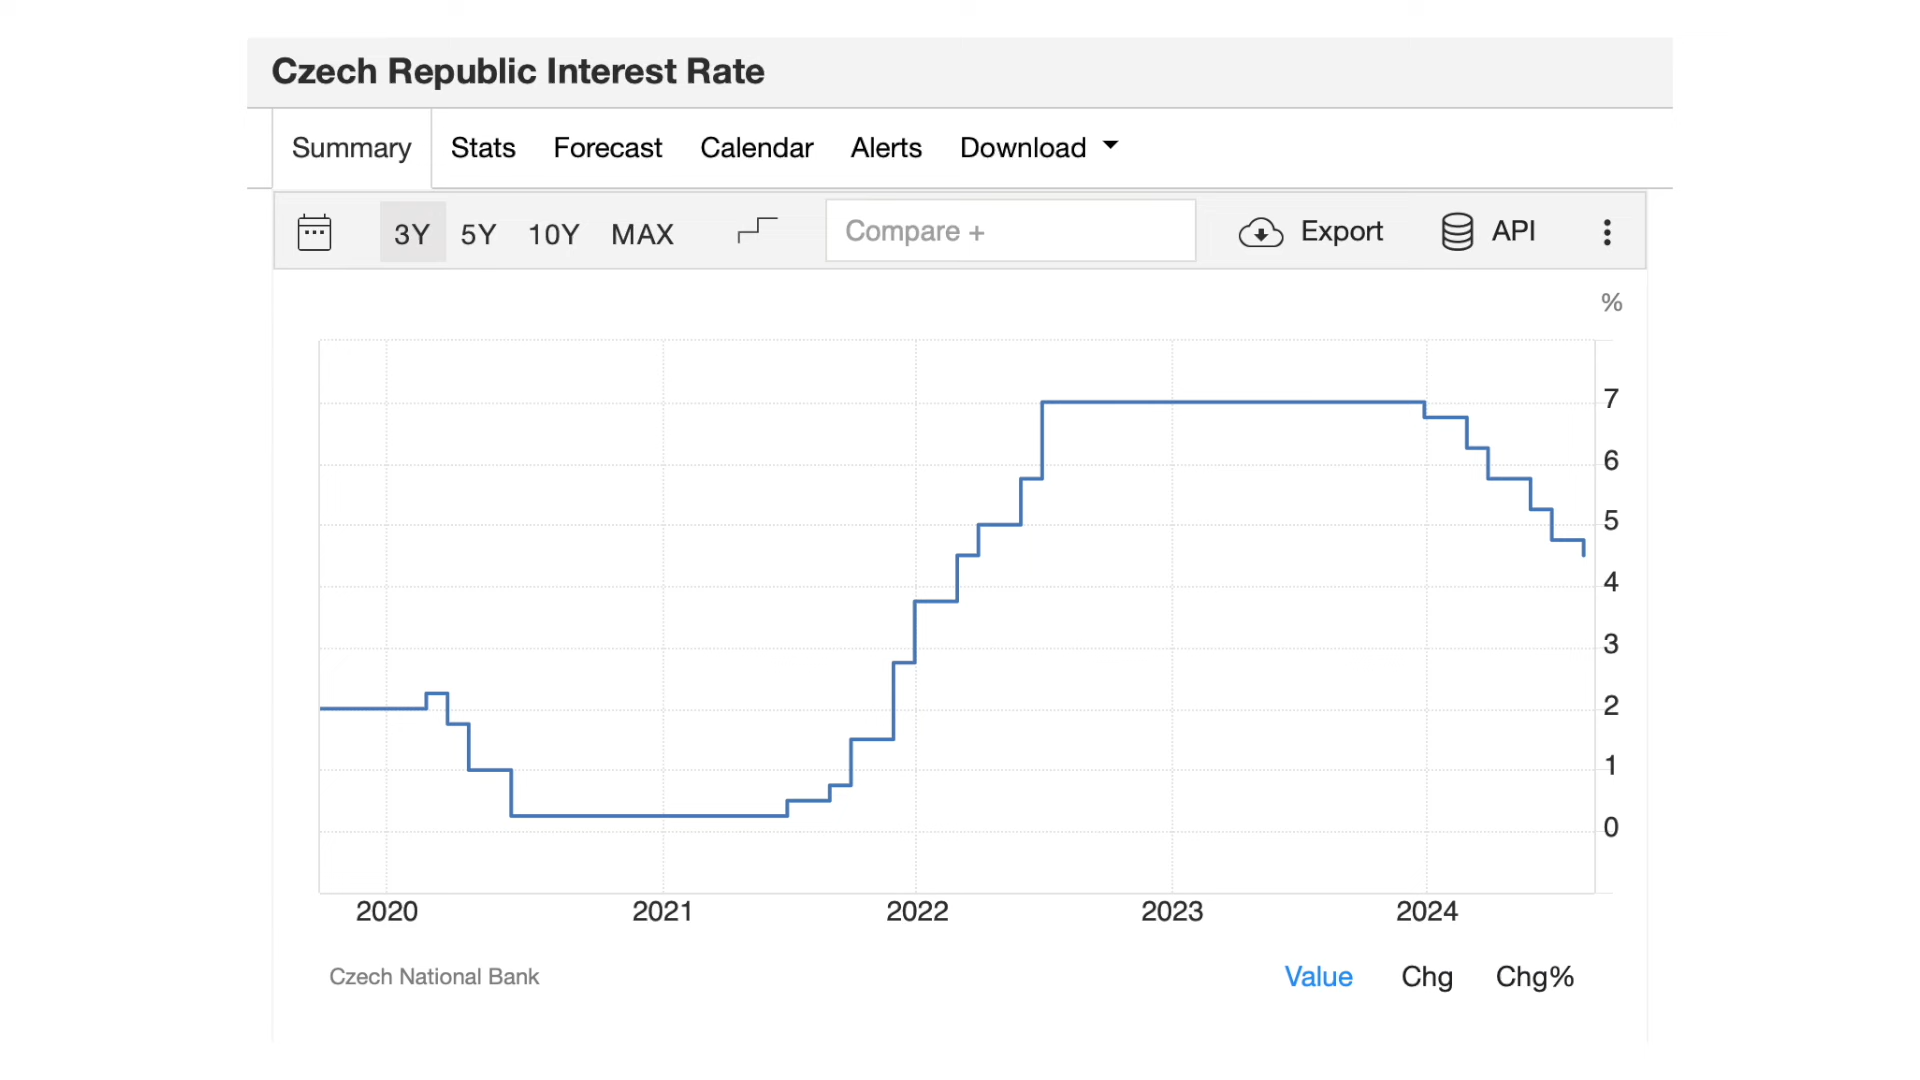 Czech Republic Interest Rate
Summary Stats Forecast Calendar Alerts Download
3Y 5Y 10Y MAX Compare + Export API
%
7
6
5
4
3
2
1
0
2020 2021 2022 2023 2024
Czech National Bank Value Chg Chg%